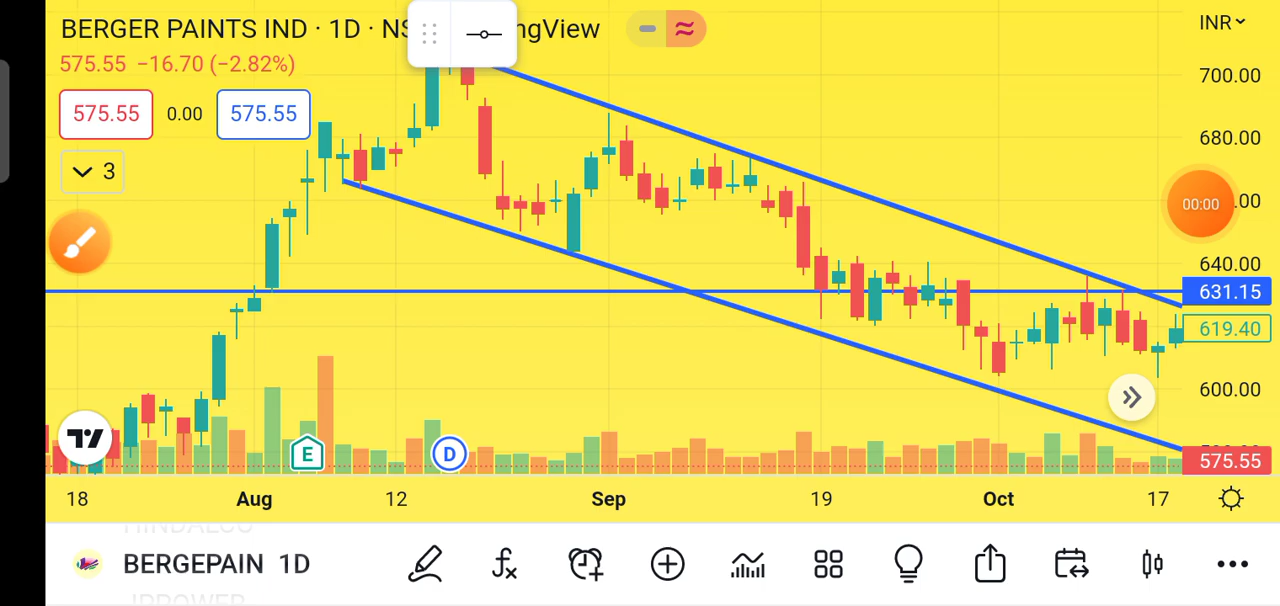 BERGER PAINTS IND · 1D · NS
ngView
INR
575.55 −16.70 (−2.82%)
700.00
575.55 0.00 575.55
680.00
3
00:00
.00
640.00
631.15
619.40
600.00
E
D
575.55
18 Aug 12 Sep 19 Oct 17
HINDALCO
BERGEPAIN 1D